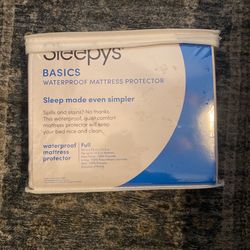 Sleepys
BASICS
WATERPROOF MATTRESS PROTECTOR
Sleep made even simpler
Spills and stains? No thanks.
This waterproof, quiet comfort
mattress protector will keep
your bed nice and clean.
waterproof
mattress
protector
Full